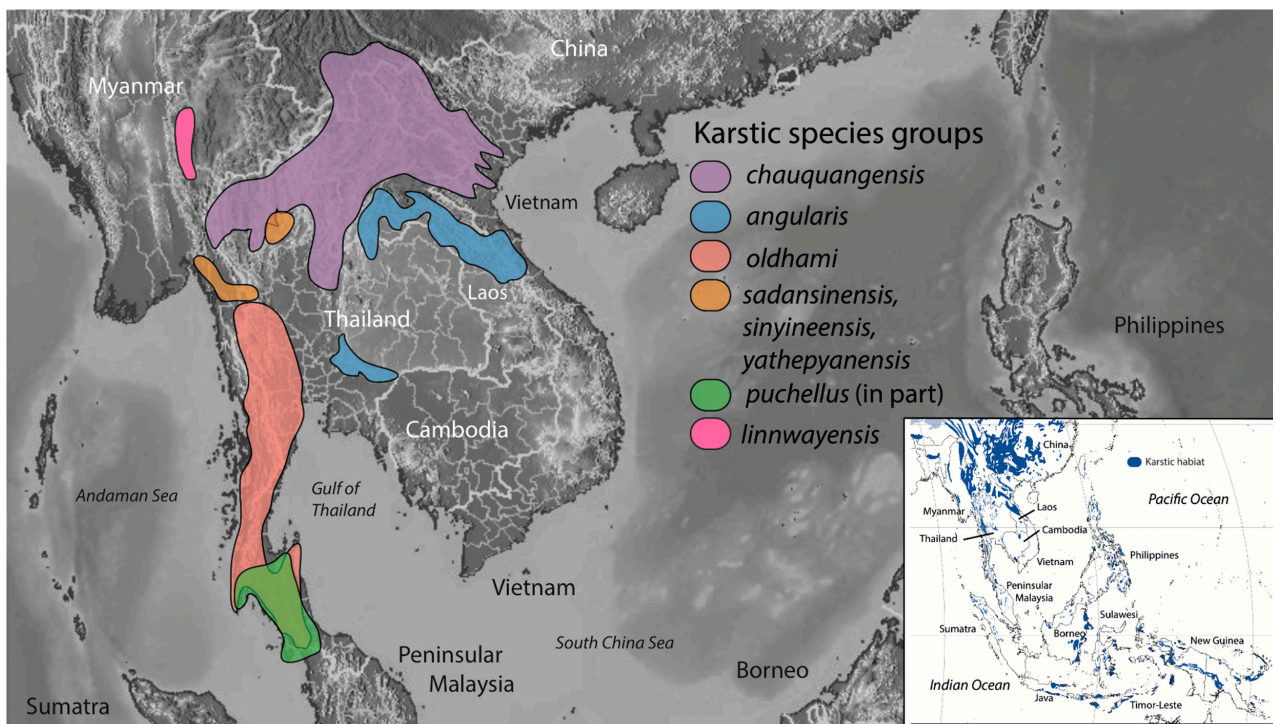 China
Myanmar
Karstic species groups
chauquangensis
Vietnam
angularis
oldhami
Laos
sadansinensis,
Thailand
sinyineensis,
Philippines
yathepyanensis
puchellus (in part)
Cambodia
linnwayensis
Andaman Sea
Gulf of
Thailand
Vietnam
South China Sea
Peninsular
Malaysia
Borneo
Sumatra
China
Karstic habiat
Pacific Ocean
Myanmar
Laos
Cambodia
Thailand
Philippines
Vietnam
Peninsular
Malaysia
Sulawesi
Sumatra
Borneo
New Guinea
Indian Ocean
Java
Timor-Leste